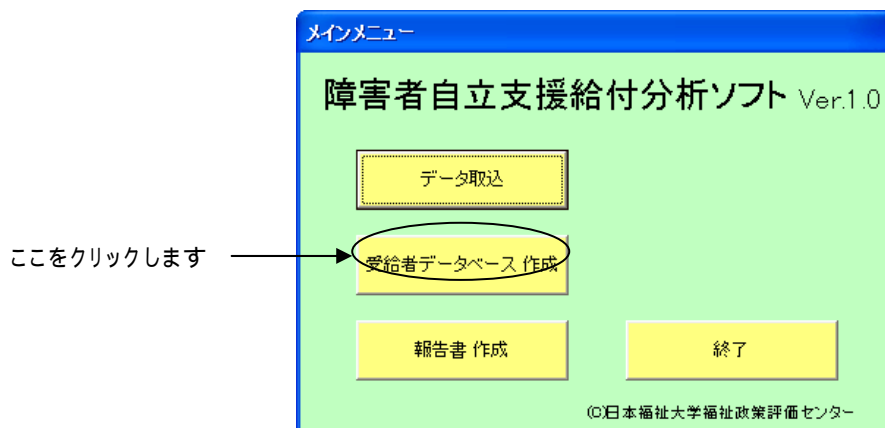 メインメニュー
障害者自立支援給付分析ソフト Ver.1.0
データ取込
ここをクリックします
受給者データベース 作成
報告書 作成
終了
(C)日本福祉大学福祉政策評価センター